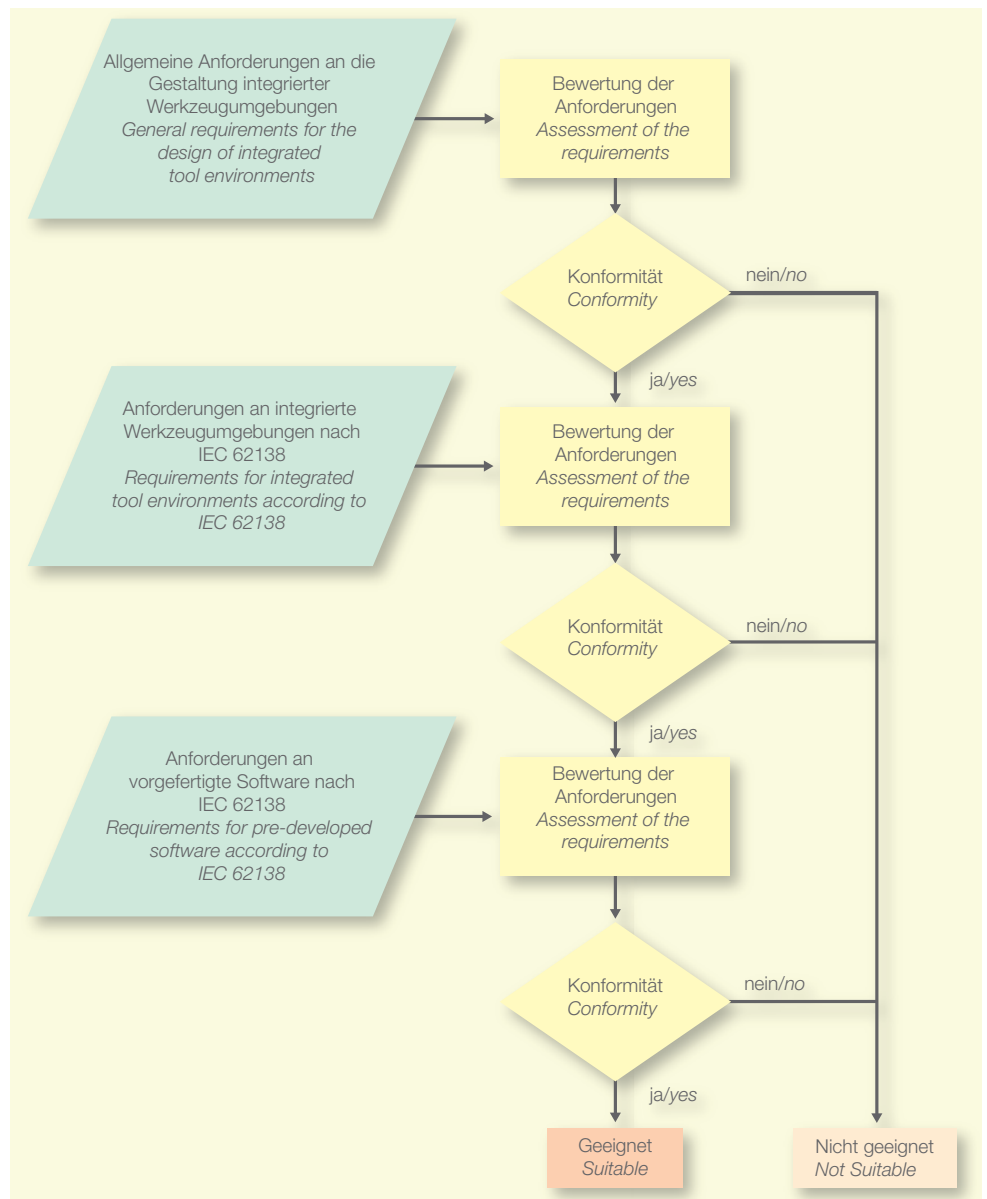 Allgemeine Anforderungen an die
Gestaltung integrierter
Werkzeugumgebungen
General requirements for the
design of integrated
tool environments
Bewertung der
Anforderungen
Assessment of the
requirements
Konformität
Conformity
nein/no
ja/yes
Anforderungen an integrierte
Werkzeugumgebungen nach
IEC 62138
Requirements for integrated
tool environments according to
IEC 62138
Bewertung der
Anforderungen
Assessment of the
requirements
Konformität
Conformity
nein/no
ja/yes
Anforderungen an
vorgefertigte Software nach
IEC 62138
Requirements for pre-developed
software according to
IEC 62138
Bewertung der
Anforderungen
Assessment of the
requirements
Konformität
Conformity
nein/no
ja/yes
Geeignet
Suitable
Nicht geeignet
Not Suitable